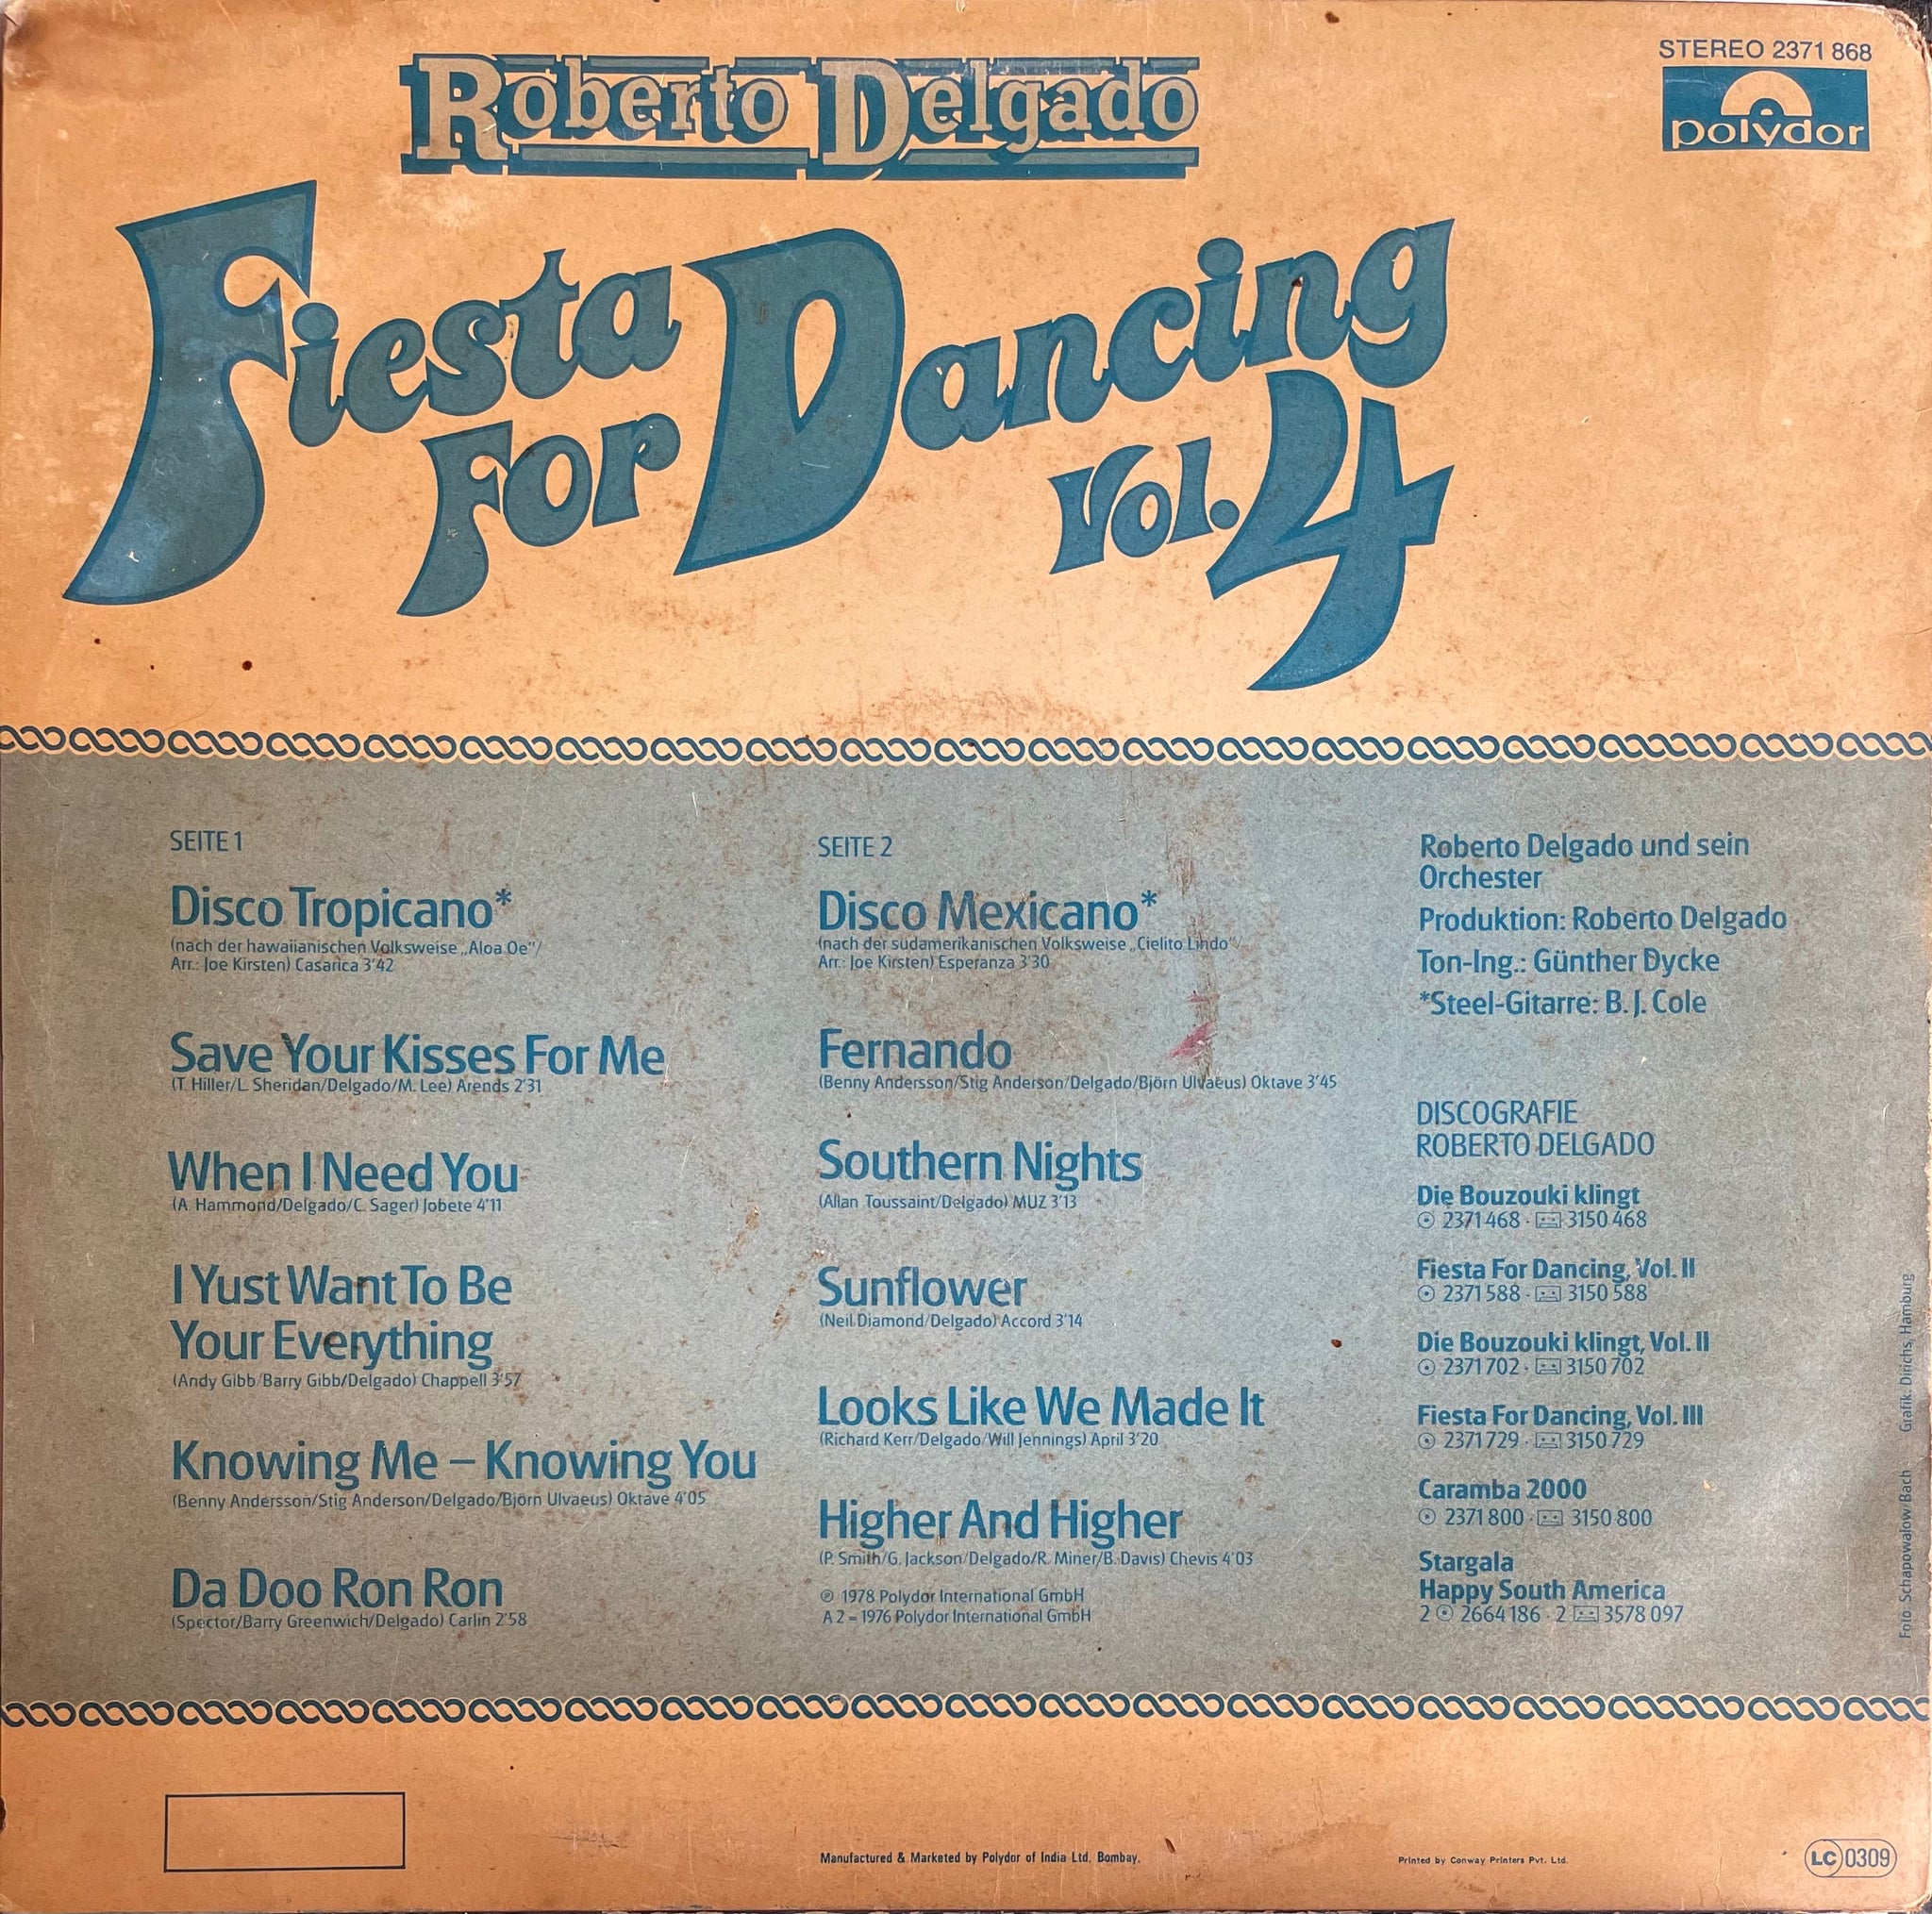 STEREO 2371 868
polydor
Roberto Delgado
Fiesta
For Dancing
Vol. 4
SEITE 1
Disco Tropicano*
(nach der hawaiianischen Volksweise „Aloa Oe"/
Arr.: Joe Kirsten) Casarica 3'42
Save Your Kisses For Me
(T. Hiller/L. Sheridan/Delgado/M. Lee) Arends 2'31
When I Need You
(A. Hammond/Delgado/C. Sager) Jobete 4'11
I Yust Want To Be
Your Everything
(Andy Gibb/Barry Gibb/Delgado) Chappell 3'57
Knowing Me – Knowing You
(Benny Andersson/Stig Anderson/Delgado/Björn Ulvaeus) Oktave 4'05
Da Doo Ron Ron
(Spector/Barry Greenwich/Delgado) Carlin 2'58
SEITE 2
Disco Mexicano*
(nach der südamerikanischen Volksweise „Cielito Lindo"/
Arr.: Joe Kirsten) Esperanza 3'30
Fernando
(Benny Andersson/Stig Anderson/Delgado/Björn Ulvaeus) Oktave 3'45
Southern Nights
(Allan Toussaint/Delgado) MUZ 3'13
Sunflower
(Neil Diamond/Delgado) Accord 3'14
Looks Like We Made It
(Richard Kerr/Delgado/Will Jennings) April 3'20
Higher And Higher
(P. Smith/G. Jackson/Delgado/R. Miner/B. Davis) Chevis 4'03
℗ 1978 Polydor International GmbH
A 2 = 1976 Polydor International GmbH
Roberto Delgado und sein
Orchester
Produktion: Roberto Delgado
Ton-Ing.: Günther Dycke
*Steel-Gitarre: B. J. Cole
DISCOGRAFIE
ROBERTO DELGADO
Die Bouzouki klingt
2371 468 · 3150 468
Fiesta For Dancing, Vol. II
2371 588 · 3150 588
Die Bouzouki klingt, Vol. II
2371 702 · 3150 702
Fiesta For Dancing, Vol. III
2371 729 · 3150 729
Caramba 2000
2371 800 · 3150 800
Stargala
Happy South America
2 2664 186 · 2 3578 097
Foto: Schapowalow/Bach · Grafik: Dirichs, Hamburg
Manufactured & Marketed by Polydor of India Ltd. Bombay.
Printed by Conway Printers Pvt. Ltd.
LC 0309